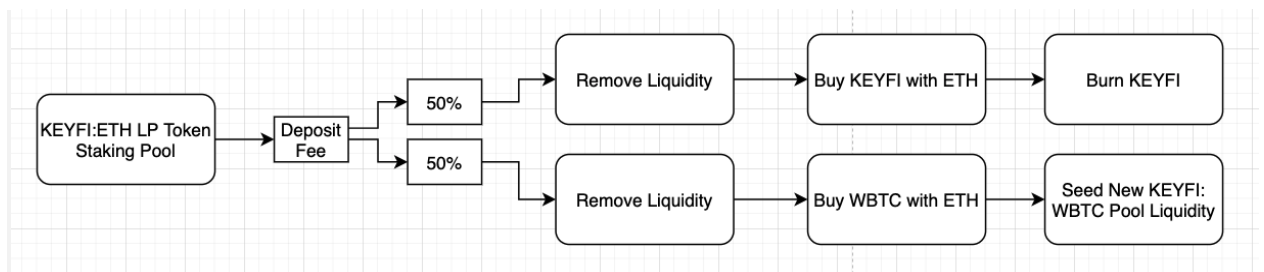 KEYFI:ETH LP Token
Staking Pool
Deposit
Fee
50%
Remove Liquidity
Buy KEYFI with ETH
Burn KEYFI
50%
Remove Liquidity
Buy WBTC with ETH
Seed New KEYFI:
WBTC Pool Liquidity